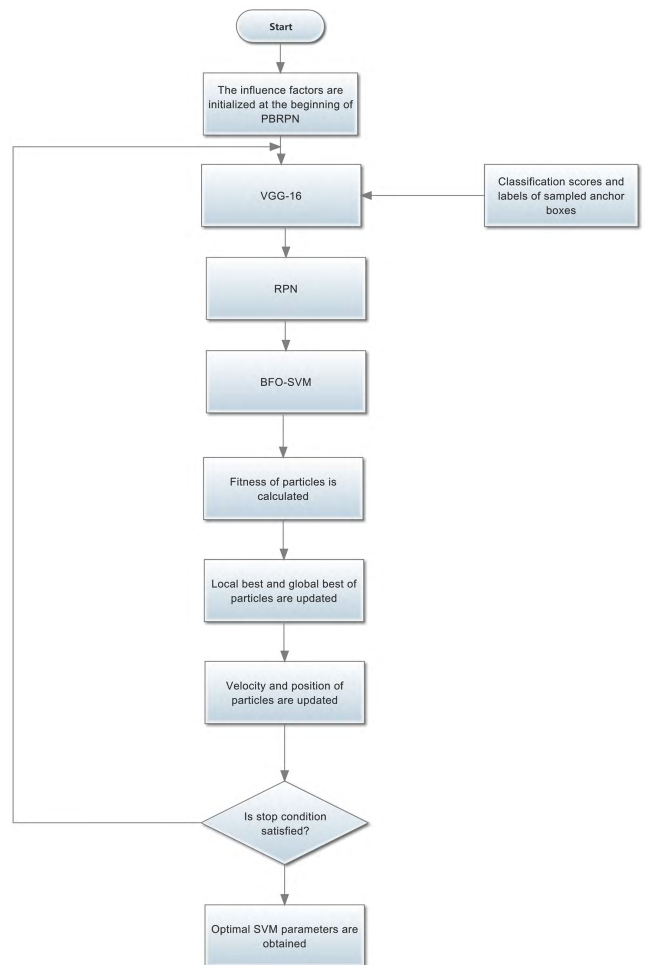 Start
The influence factors are
initialized at the beginning of
PBRPN
VGG-16
Classification scores and
labels of sampled anchor
boxes
RPN
BFO-SVM
Fitness of particles is
calculated
Local best and global best of
particles are updated
Velocity and position of
particles are updated
Is stop condition
satisfied?
Optimal SVM parameters are
obtained